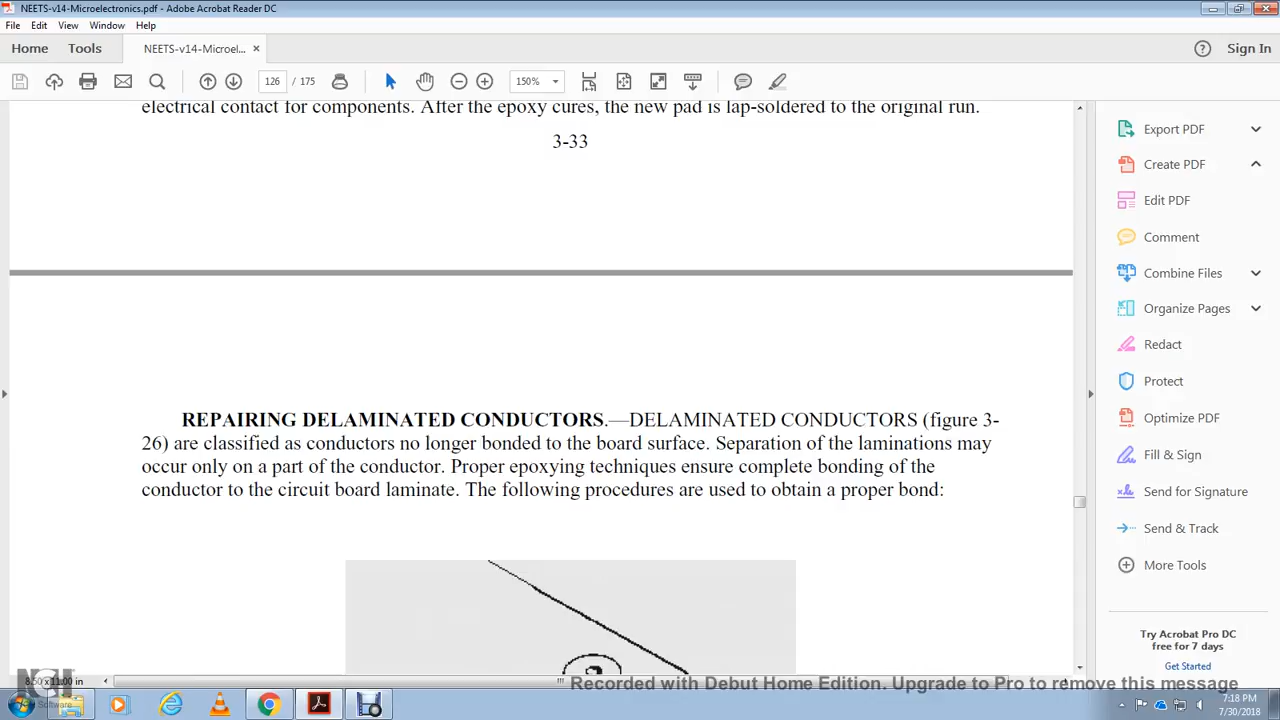 NEETS-v14-Microelectronics.pdf - Adobe Acrobat Reader DC
File Edit View Window Help
Home Tools NEETS-v14-Microel... × Sign In
126 / 175 150%
electrical contact for components. After the epoxy cures, the new pad is lap-soldered to the original run.
3-33
REPAIRING DELAMINATED CONDUCTORS.—DELAMINATED CONDUCTORS (figure 3-
26) are classified as conductors no longer bonded to the board surface. Separation of the laminations may
occur only on a part of the conductor. Proper epoxying techniques ensure complete bonding of the
conductor to the circuit board laminate. The following procedures are used to obtain a proper bond:
Export PDF
Create PDF
Edit PDF
Comment
Combine Files
Organize Pages
Redact
Protect
Optimize PDF
Fill & Sign
Send for Signature
Send & Track
More Tools
Try Acrobat Pro DC
free for 7 days
Get Started
8.50 x 11.00 in
NCH
Software
Recorded with Debut Home Edition. Upgrade to Pro to remove this message
7:18 PM
7/30/2018